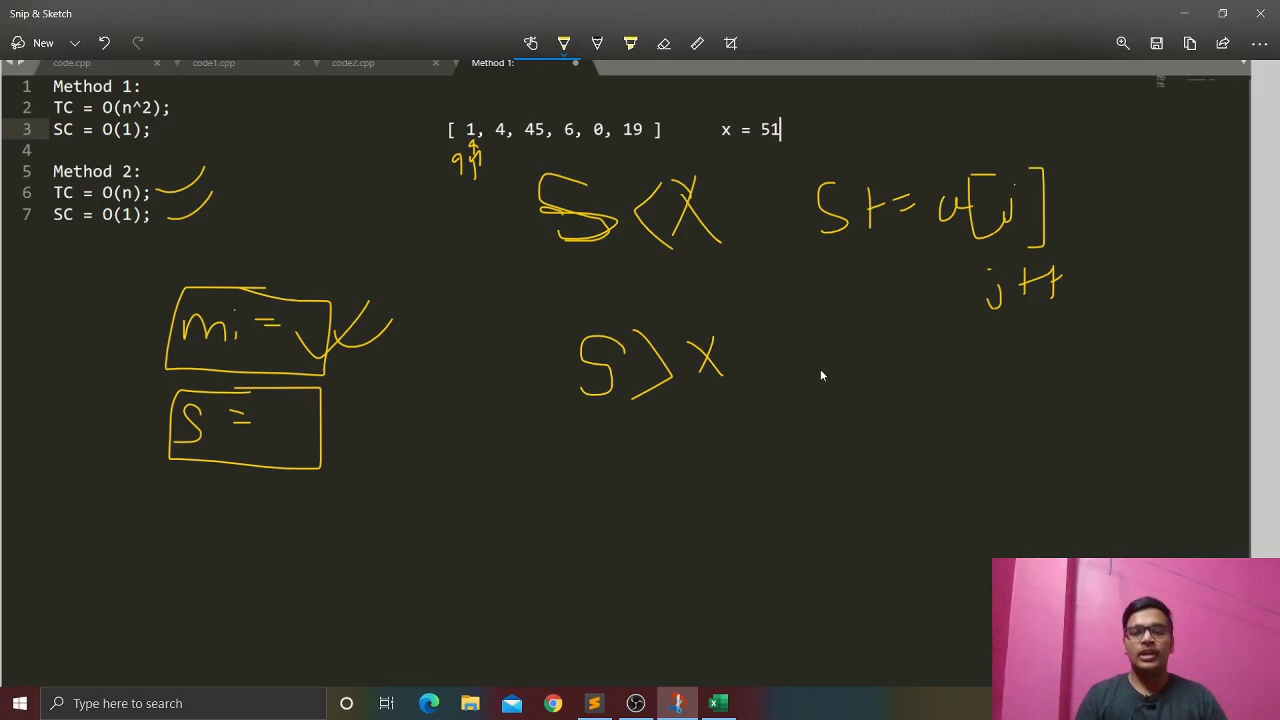 Snip & Sketch
New
code.cpp
code1.cpp
code2.cpp
Method 1:
1 Method 1:
2 TC = O(n^2);
3 SC = O(1);
4
5 Method 2:
6 TC = O(n);
7 SC = O(1);
[ 1, 4, 45, 6, 0, 19 ] x = 51
S < X
S += a[j]
j++
mi =
S > X
S =
Type here to search